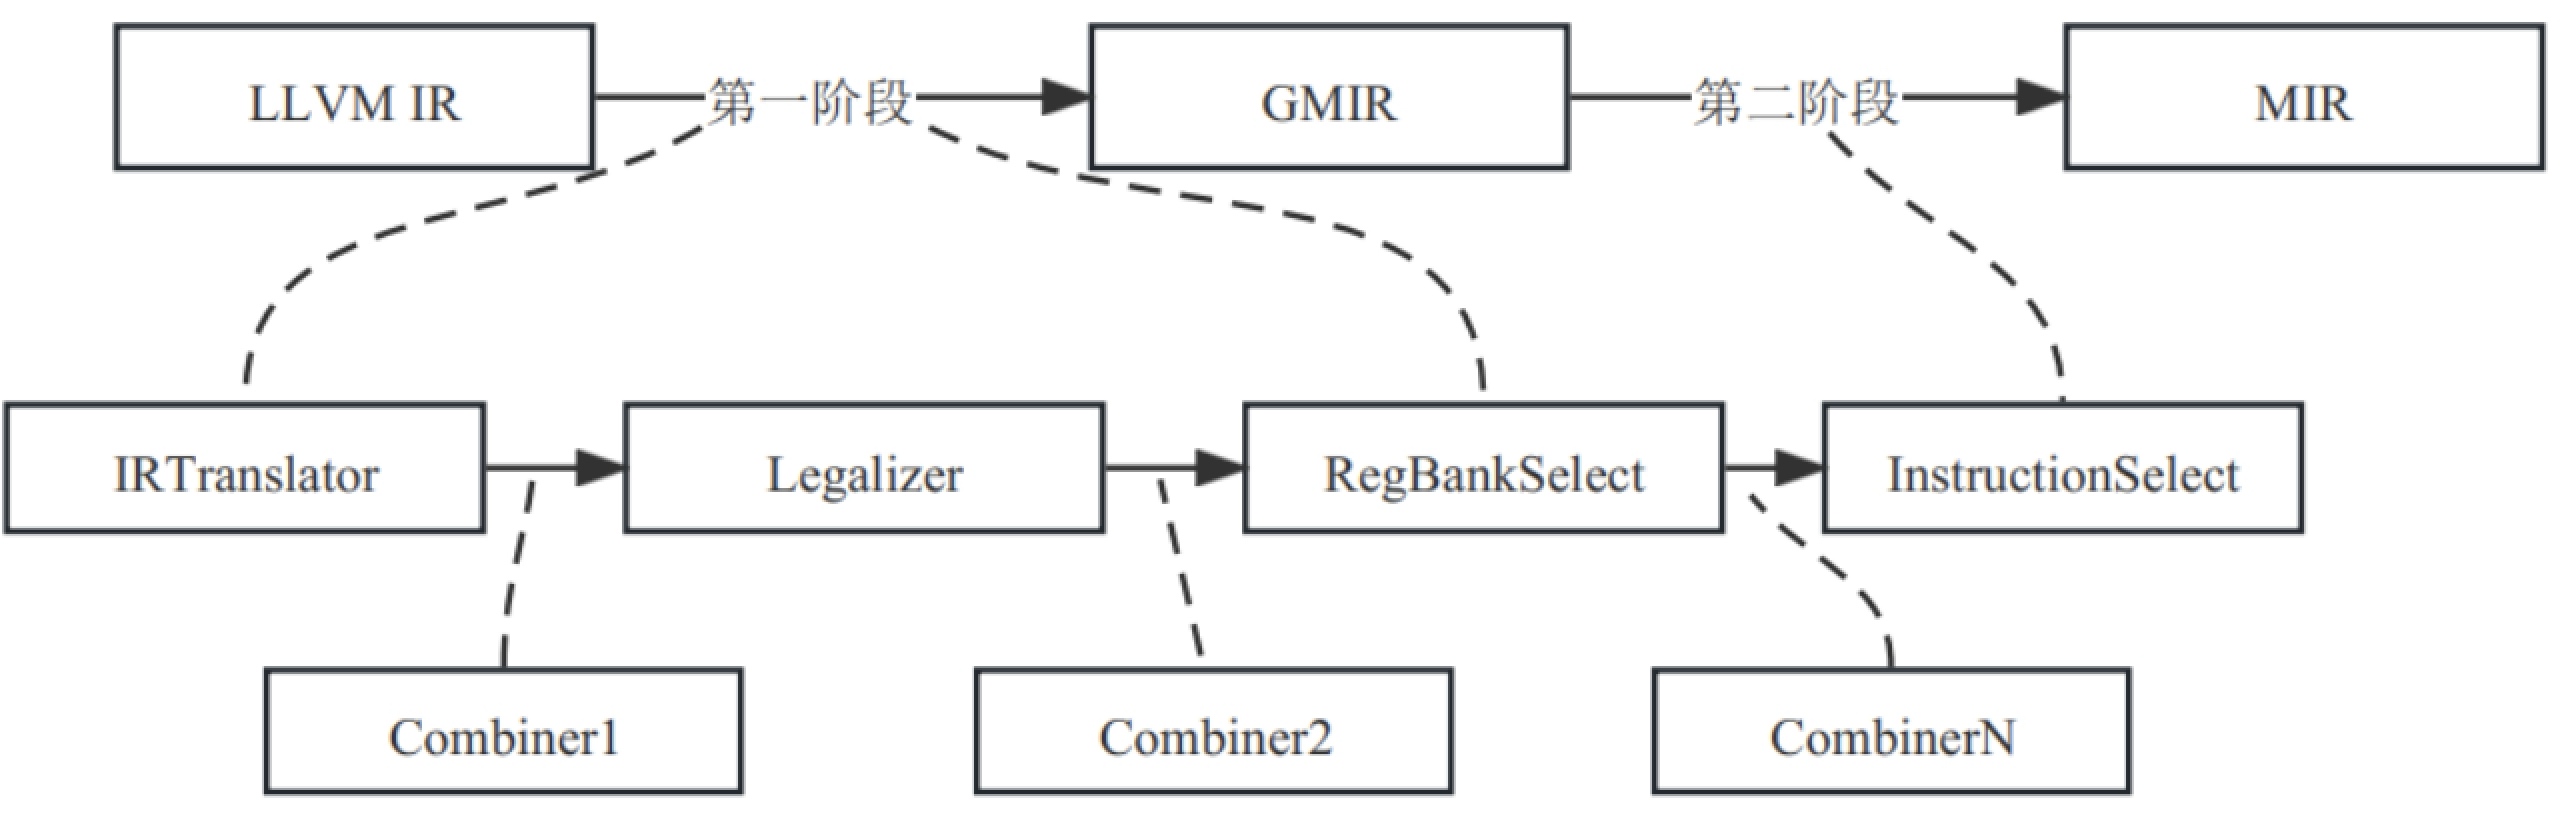 LLVM IR
第一阶段
GMIR
第二阶段
MIR
IRTranslator
Legalizer
RegBankSelect
InstructionSelect
Combiner1
Combiner2
CombinerN